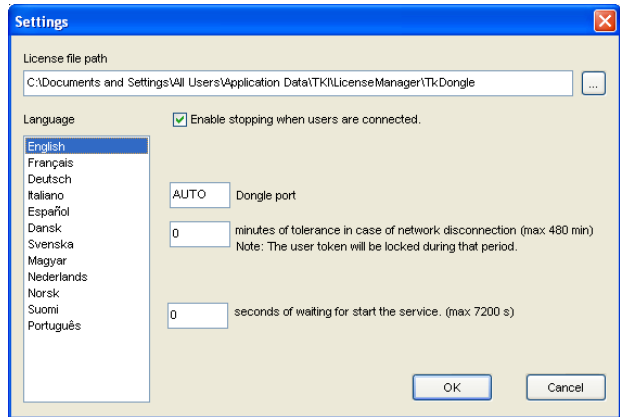 Settings
License file path
C:\Documents and Settings\All Users\Application Data\TKI\LicenseManager\TkDongle
...
Language
Enable stopping when users are connected.
English
Français
Deutsch
Italiano
Español
Dansk
Svenska
Magyar
Nederlands
Norsk
Suomi
Português
AUTO Dongle port
0 minutes of tolerance in case of network disconnection (max 480 min)
Note: The user token will be locked during that period.
0 seconds of waiting for start the service. (max 7200 s)
OK Cancel